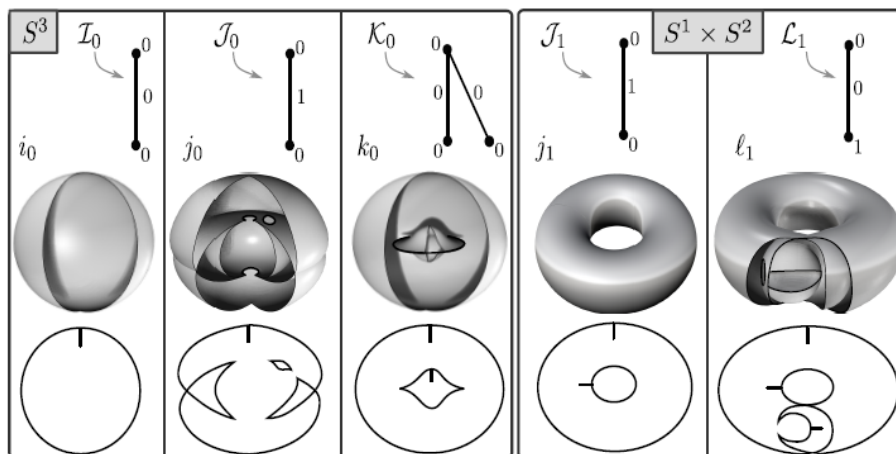 S³ I₀ J₀ K₀ J₁ S¹ × S² L₁
0 0 0 0 0
0 1 0 0 1 0
0 0 0 0 0 1
i₀ j₀ k₀ j₁ ℓ₁